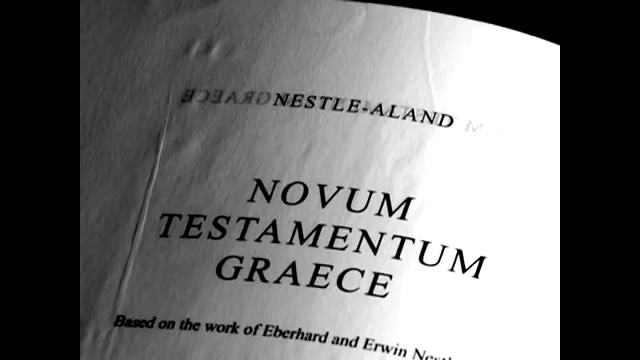 NESTLE-ALAND
NOVUM
TESTAMENTUM
GRAECE
Based on the work of Eberhard and Erwin